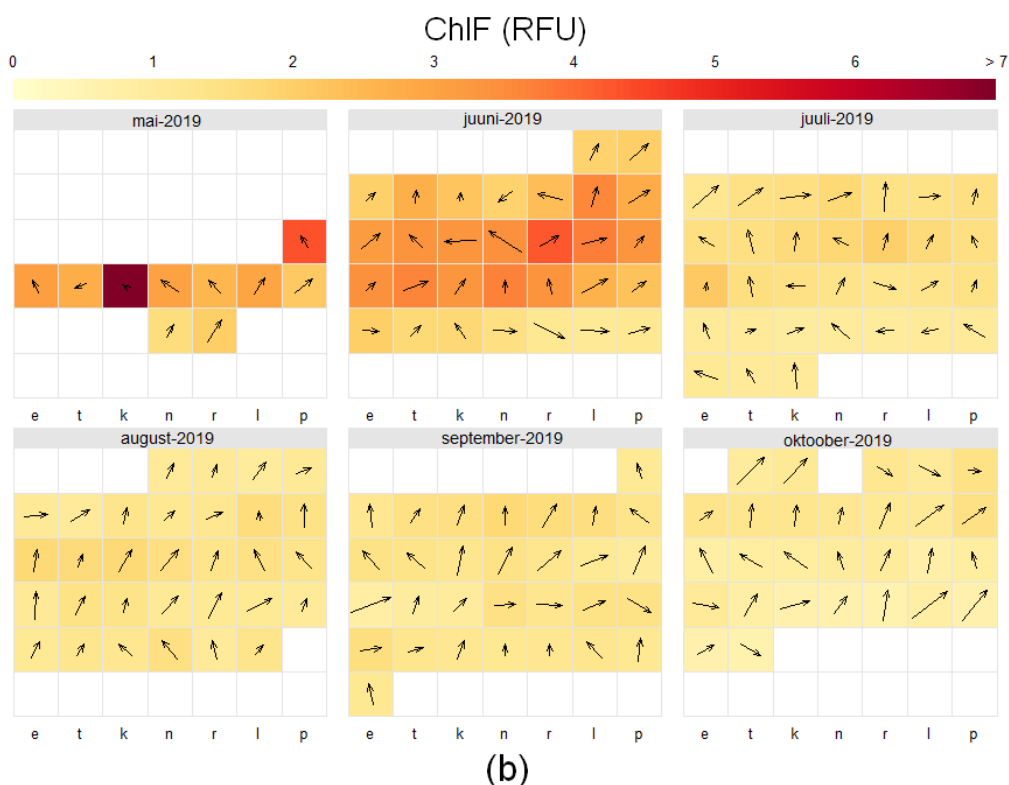 ChlF (RFU)
0 1 2 3 4 5 6 > 7
mai-2019 juuni-2019 juuli-2019
e t k n r l p e t k n r l p e t k n r l p
august-2019 september-2019 oktoober-2019
e t k n r l p e t k n r l p e t k n r l p
(b)